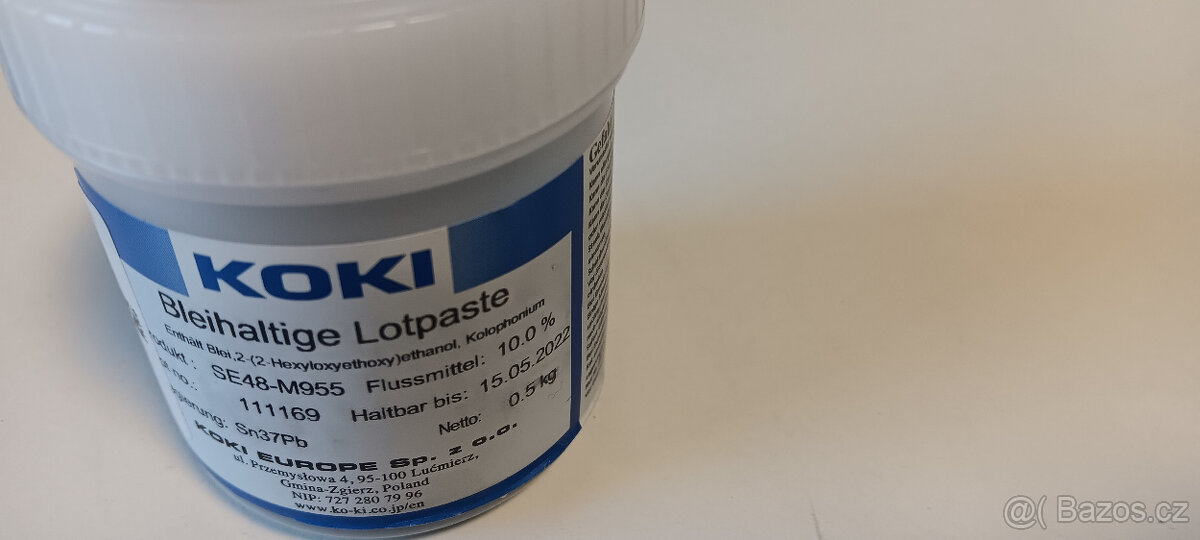 KOKI
Bleihaltige Lotpaste
Enthält Blei,2-(2-Hexyloxyethoxy)ethanol, Kolophonium
SE48-M955 Flussmittel: 10.0 %
111169 Haltbar bis: 15.05.2022
Sn37Pb Netto: 0.5 kg
KOKI EUROPE Sp. z o.o.
ul. Przemysłowa 4, 95-100 Lućmierz,
Gmina-Zgierz, Poland
NIP: 727 280 79 96
www.ko-ki.co.jp/en
@( Bazos.cz